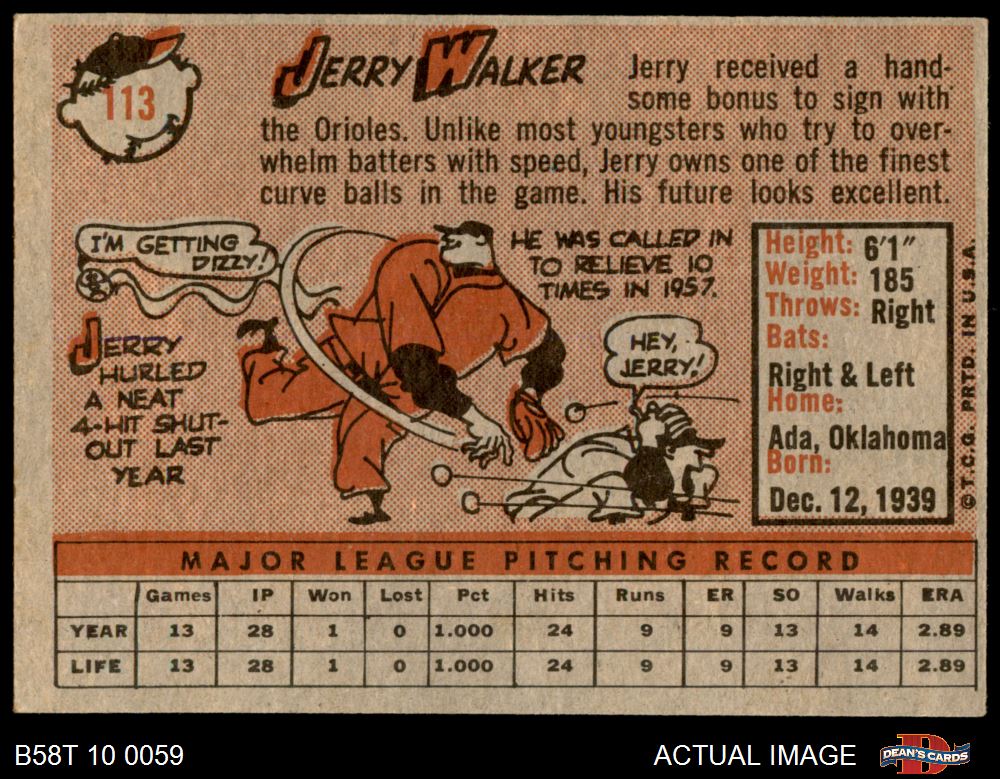 113
JERRY WALKER
Jerry received a hand-
some bonus to sign with
the Orioles. Unlike most youngsters who try to over-
whelm batters with speed, Jerry owns one of the finest
curve balls in the game. His future looks excellent.
I'M GETTING
DIZZY!
HE WAS CALLED IN
TO RELIEVE 10
TIMES IN 1957.
JERRY
HURLED
A NEAT
4-HIT SHUT-
OUT LAST
YEAR
HEY,
JERRY!
Height: 6'1"
Weight: 185
Throws: Right
Bats:
Right & Left
Home:
Ada, Oklahoma
Born:
Dec. 12, 1939
© T.C.G. PRTD. IN U.S.A.
MAJOR LEAGUE PITCHING RECORD
Games IP Won Lost Pct Hits Runs ER SO Walks ERA
YEAR 13 28 1 0 1.000 24 9 9 13 14 2.89
LIFE 13 28 1 0 1.000 24 9 9 13 14 2.89
B58T 10 0059
ACTUAL IMAGE
DEAN'S CARDS